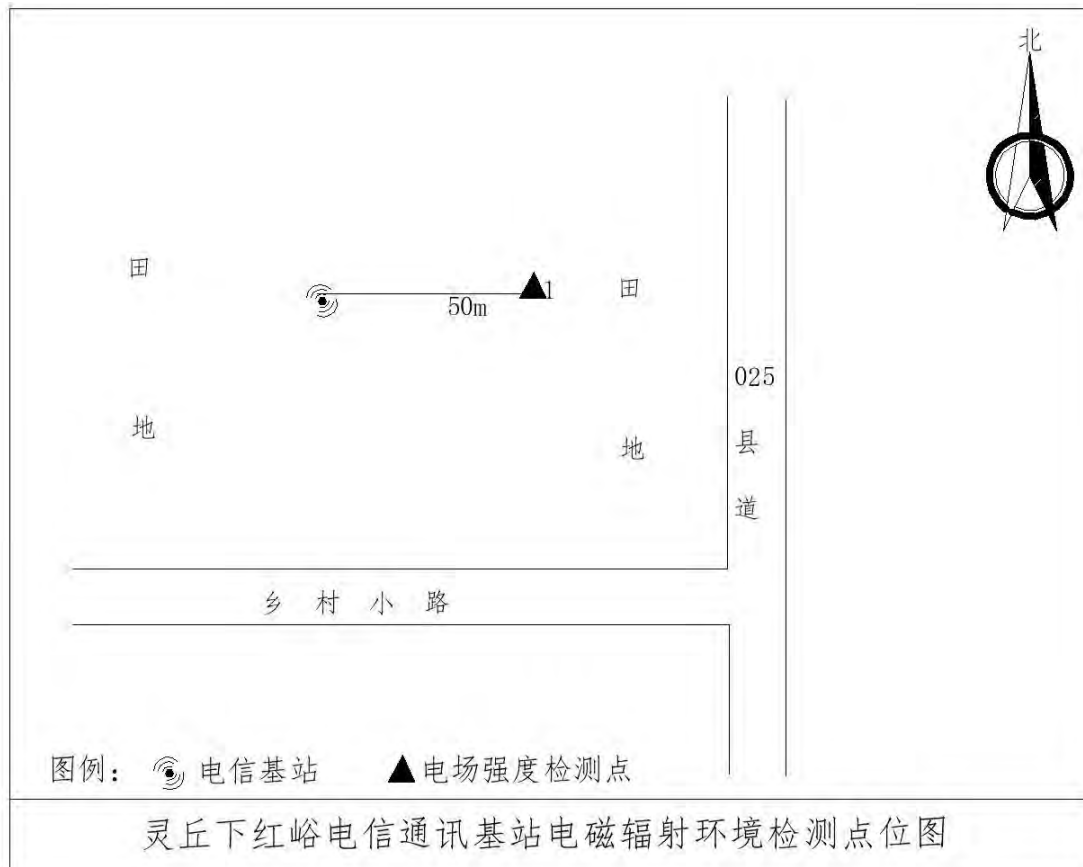 北
田
地
50m
1
田
地
025
县
道
乡村小路
图例： 电信基站 电场强度检测点
灵丘下红峪电信通讯基站电磁辐射环境检测点位图